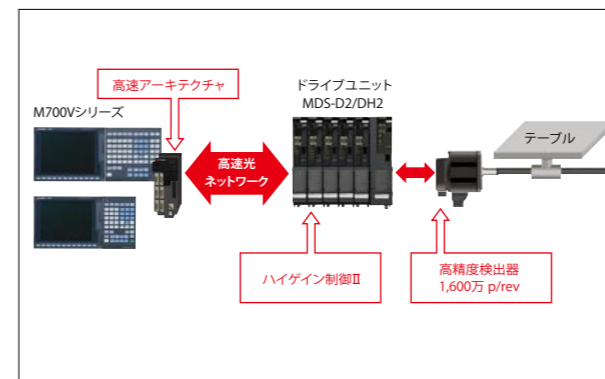 高速アーキテクチャ
M700Vシリーズ
高速光
ネットワーク
ドライブユニット
MDS-D2/DH2
テーブル
ハイゲイン制御Ⅱ
高精度検出器
1,600万 p/rev